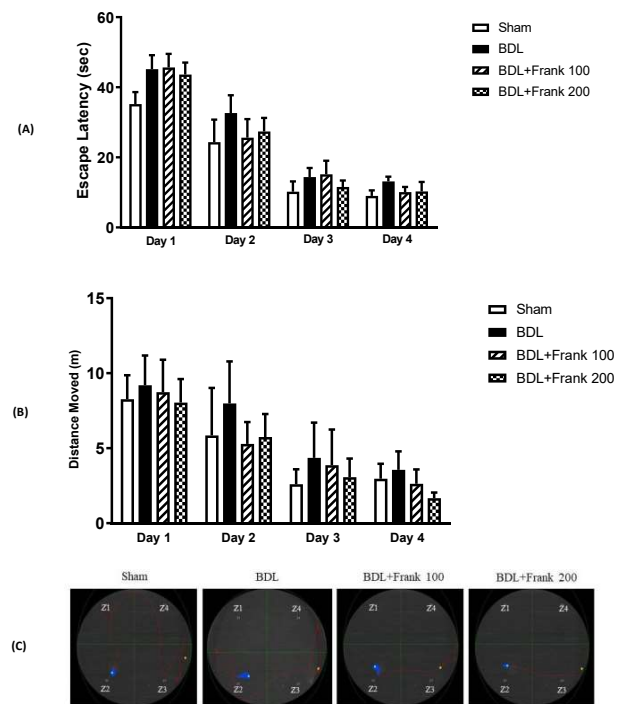 (A)
Escape Latency (sec)
60
40
20
0
Day 1 Day 2 Day 3 Day 4
Sham
BDL
BDL+Frank 100
BDL+Frank 200
(B)
Distance Moved (m)
15
10
5
0
Day 1 Day 2 Day 3 Day 4
Sham
BDL
BDL+Frank 100
BDL+Frank 200
(C)
Sham BDL BDL+Frank 100 BDL+Frank 200
Z1 Z4 Z1 Z4 Z1 Z4 Z1 Z4
Z2 Z3 Z2 Z3 Z2 Z3 Z2 Z3